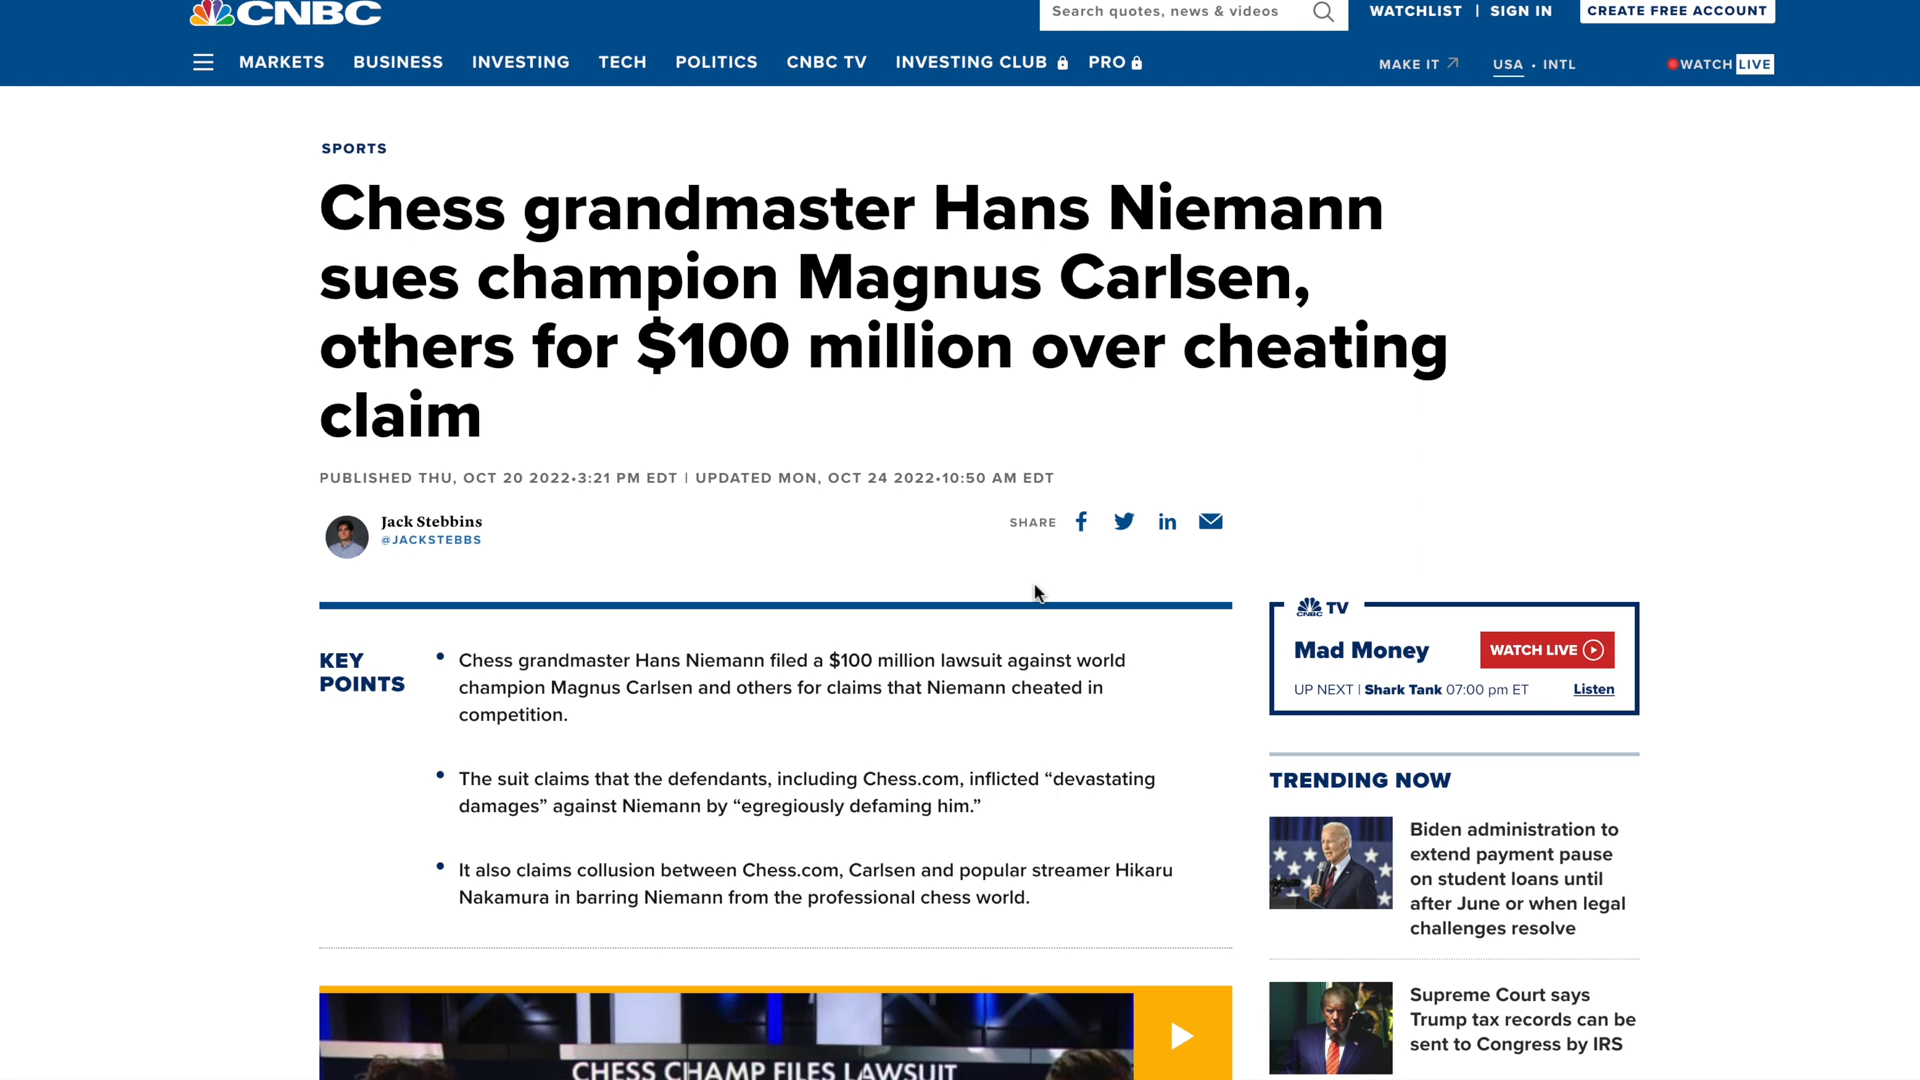 CNBC
Search quotes, news & videos
WATCHLIST | SIGN IN
CREATE FREE ACCOUNT
MARKETS BUSINESS INVESTING TECH POLITICS CNBC TV INVESTING CLUB PRO
MAKE IT
USA • INTL
WATCH LIVE
SPORTS
Chess grandmaster Hans Niemann
sues champion Magnus Carlsen,
others for $100 million over cheating
claim
PUBLISHED THU, OCT 20 2022•3:21 PM EDT | UPDATED MON, OCT 24 2022•10:50 AM EDT
Jack Stebbins
@JACKSTEBBS
SHARE
KEY
POINTS
• Chess grandmaster Hans Niemann filed a $100 million lawsuit against world
champion Magnus Carlsen and others for claims that Niemann cheated in
competition.
• The suit claims that the defendants, including Chess.com, inflicted “devastating
damages” against Niemann by “egregiously defaming him.”
• It also claims collusion between Chess.com, Carlsen and popular streamer Hikaru
Nakamura in barring Niemann from the professional chess world.
CHESS CHAMP FILES LAWSUIT
CNBC TV
Mad Money
WATCH LIVE
UP NEXT | Shark Tank 07:00 pm ET
Listen
TRENDING NOW
Biden administration to
extend payment pause
on student loans until
after June or when legal
challenges resolve
Supreme Court says
Trump tax records can be
sent to Congress by IRS